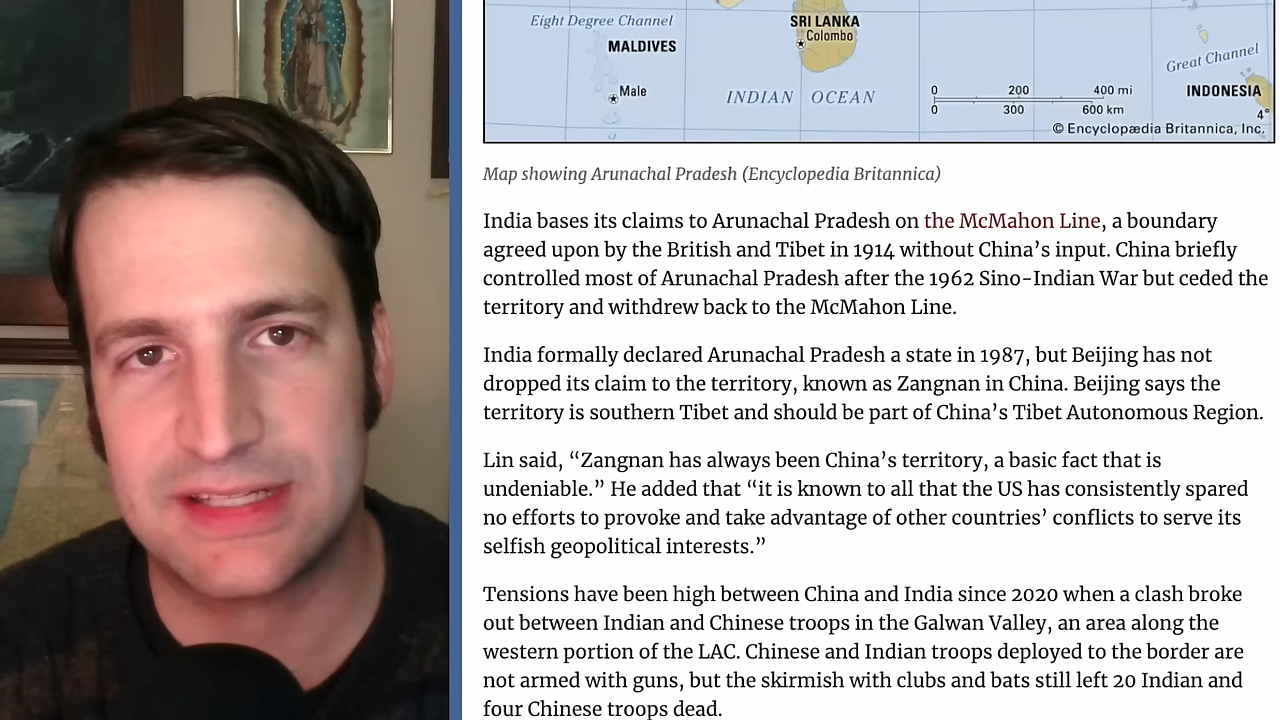 Eight Degree Channel
SRI LANKA
Colombo
MALDIVES
Male
INDIAN OCEAN
0 200 400 mi
0 300 600 km
Great Channel
INDONESIA
4°
© Encyclopædia Britannica, Inc.
Map showing Arunachal Pradesh (Encyclopedia Britannica)
India bases its claims to Arunachal Pradesh on the McMahon Line, a boundary
agreed upon by the British and Tibet in 1914 without China’s input. China briefly
controlled most of Arunachal Pradesh after the 1962 Sino-Indian War but ceded the
territory and withdrew back to the McMahon Line.
India formally declared Arunachal Pradesh a state in 1987, but Beijing has not
dropped its claim to the territory, known as Zangnan in China. Beijing says the
territory is southern Tibet and should be part of China’s Tibet Autonomous Region.
Lin said, “Zangnan has always been China’s territory, a basic fact that is
undeniable.” He added that “it is known to all that the US has consistently spared
no efforts to provoke and take advantage of other countries’ conflicts to serve its
selfish geopolitical interests.”
Tensions have been high between China and India since 2020 when a clash broke
out between Indian and Chinese troops in the Galwan Valley, an area along the
western portion of the LAC. Chinese and Indian troops deployed to the border are
not armed with guns, but the skirmish with clubs and bats still left 20 Indian and
four Chinese troops dead.